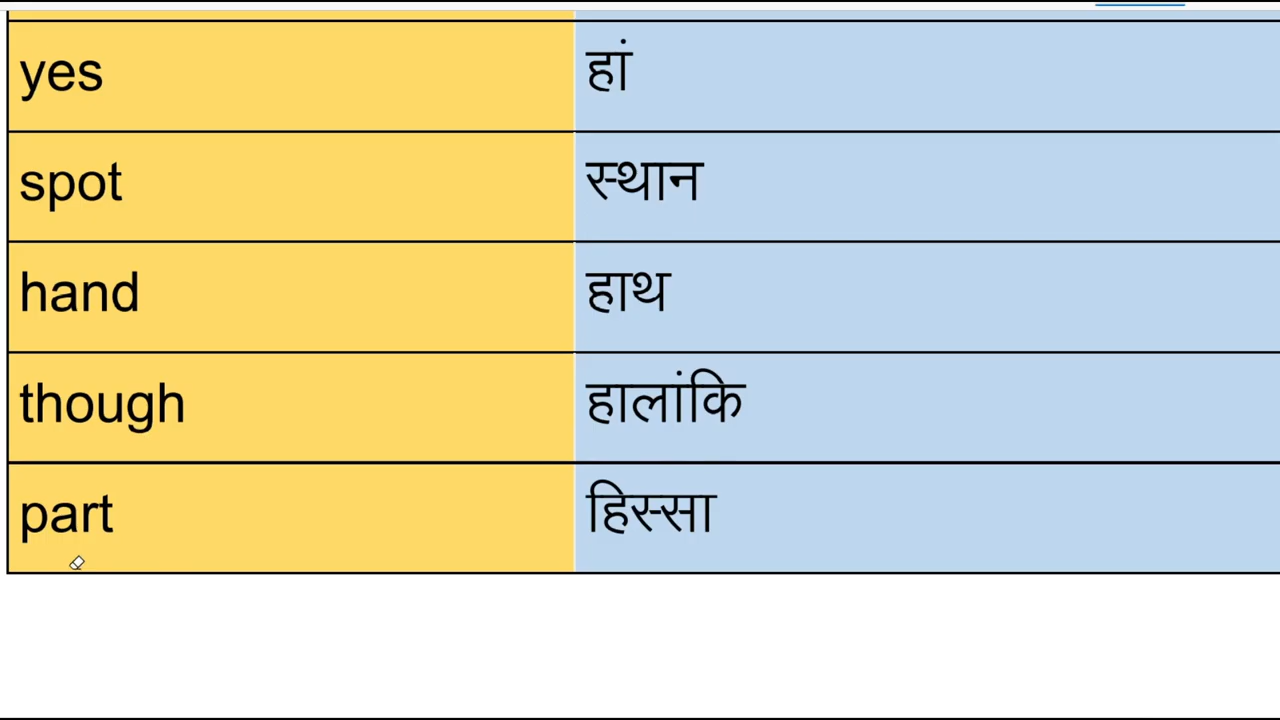 yes हां
spot स्थान
hand हाथ
though हालांकि
part हिस्सा